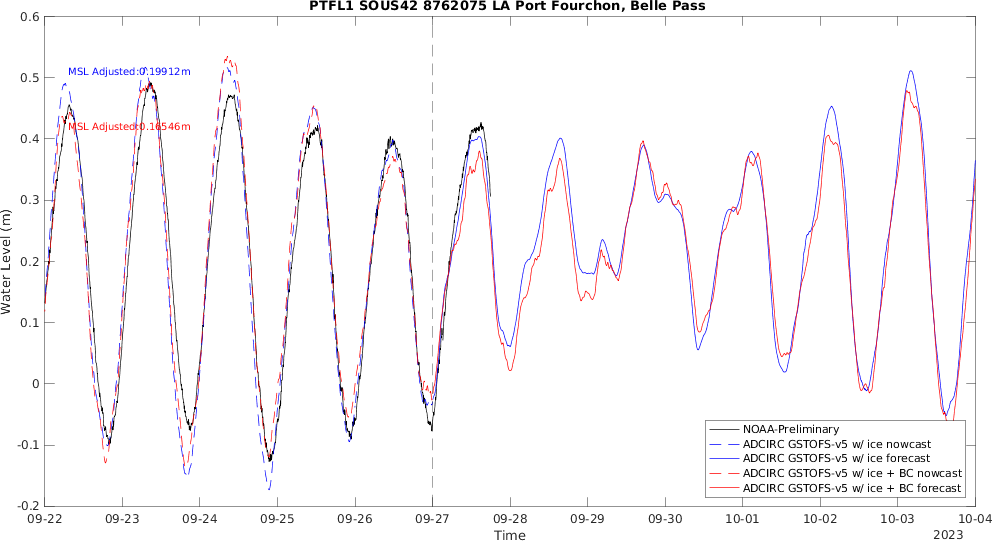 PTFL1 SOUS42 8762075 LA Port Fourchon, Belle Pass
0.6
0.5
0.4
0.3
0.2
0.1
0
-0.1
-0.2
Water Level (m)
MSL Adjusted:0.19912m
MSL Adjusted:0.16546m
NOAA-Preliminary
ADCIRC GSTOFS-v5 w/ ice nowcast
ADCIRC GSTOFS-v5 w/ ice forecast
ADCIRC GSTOFS-v5 w/ ice + BC nowcast
ADCIRC GSTOFS-v5 w/ ice + BC forecast
09-22 09-23 09-24 09-25 09-26 09-27 09-28 09-29 09-30 10-01 10-02 10-03 10-04
Time
2023